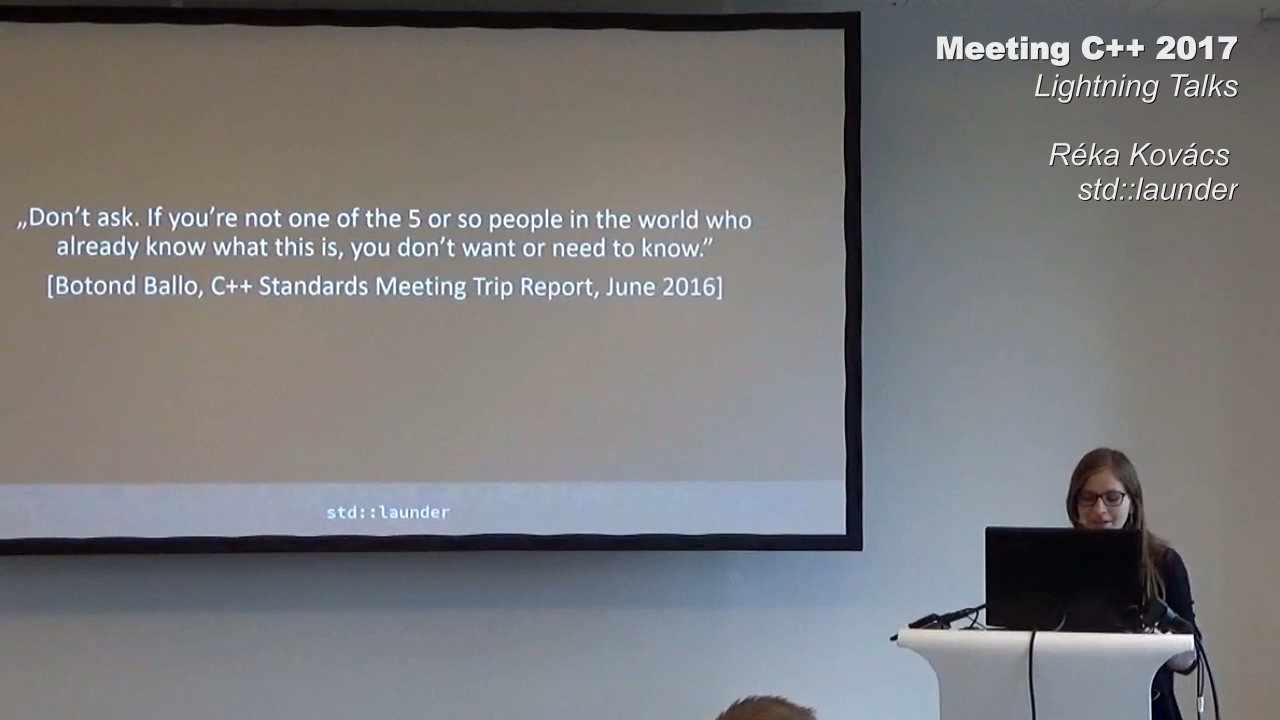 Meeting C++ 2017
Lightning Talks
Réka Kovács
std::launder
„Don’t ask. If you’re not one of the 5 or so people in the world who
already know what this is, you don’t want or need to know.”
[Botond Ballo, C++ Standards Meeting Trip Report, June 2016]
std::launder